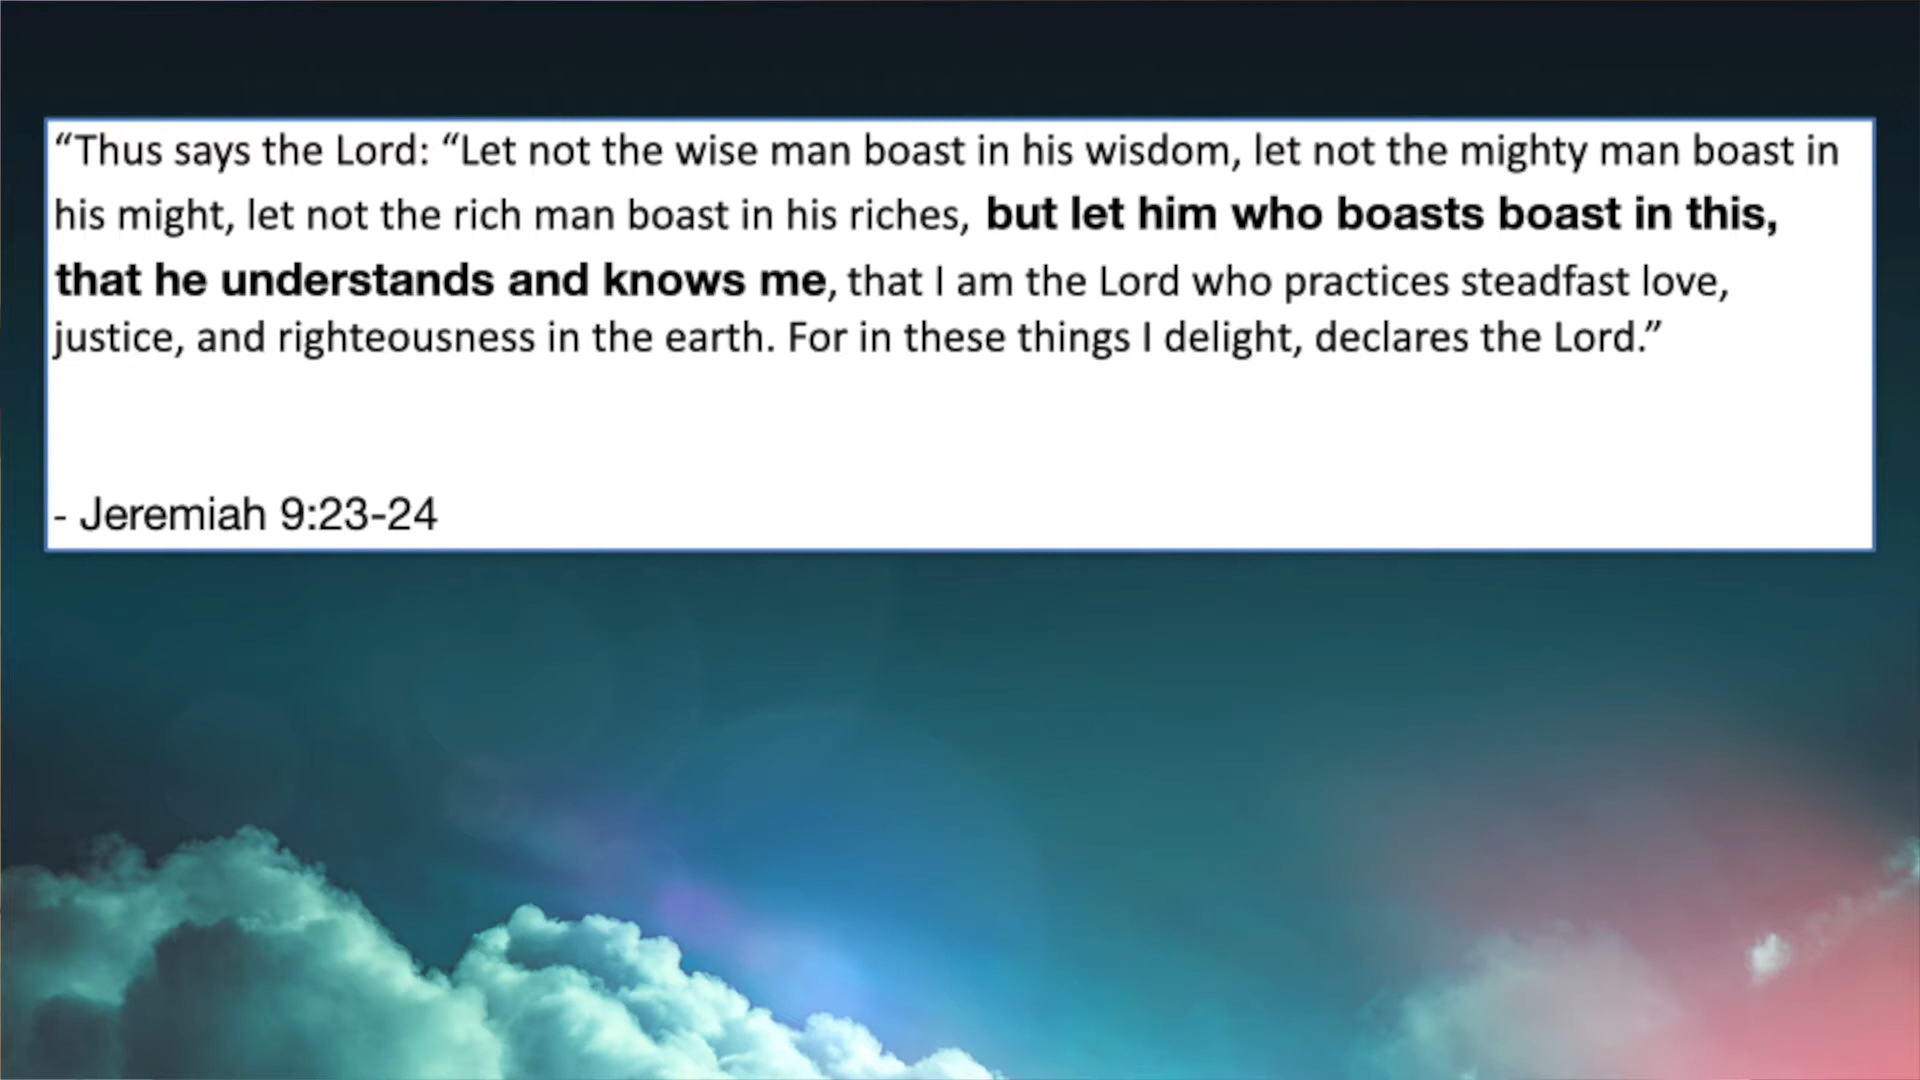 “Thus says the Lord: “Let not the wise man boast in his wisdom, let not the mighty man boast in
his might, let not the rich man boast in his riches, but let him who boasts boast in this,
that he understands and knows me, that I am the Lord who practices steadfast love,
justice, and righteousness in the earth. For in these things I delight, declares the Lord.”
- Jeremiah 9:23-24